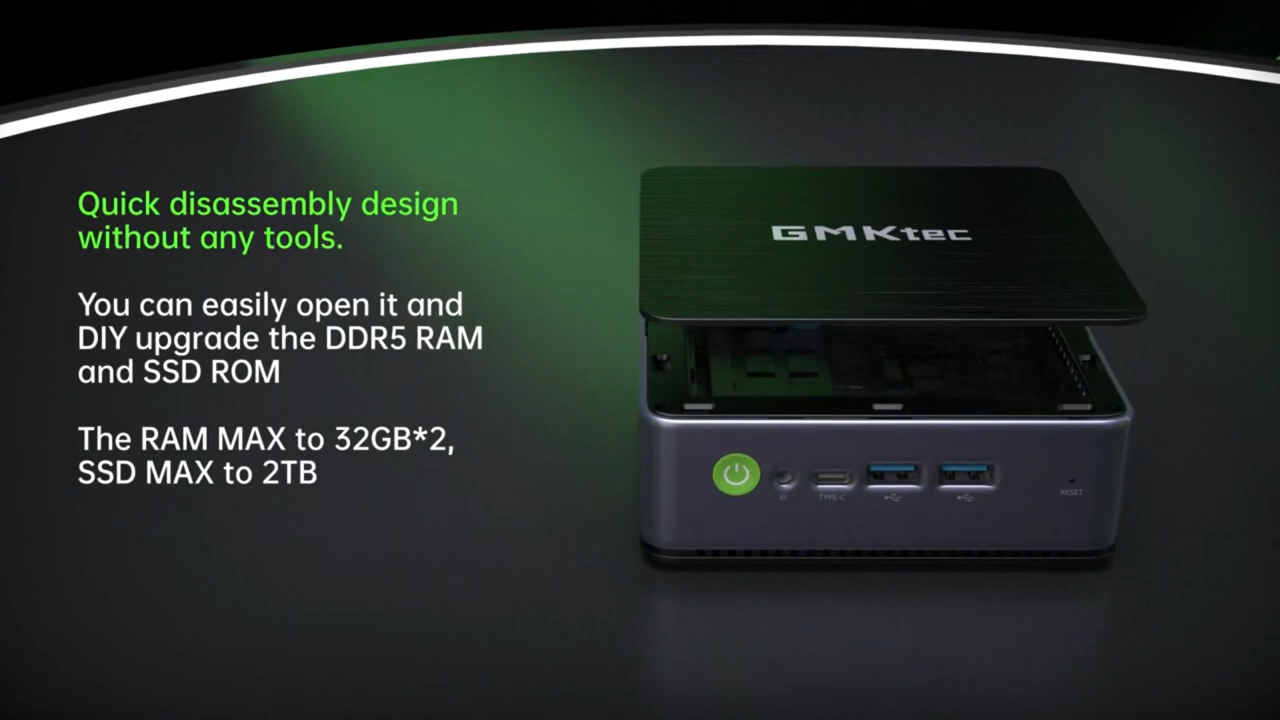 Quick disassembly design
without any tools.
You can easily open it and
DIY upgrade the DDR5 RAM
and SSD ROM
The RAM MAX to 32GB*2,
SSD MAX to 2TB
GMKtec
TYPE-C
RESET